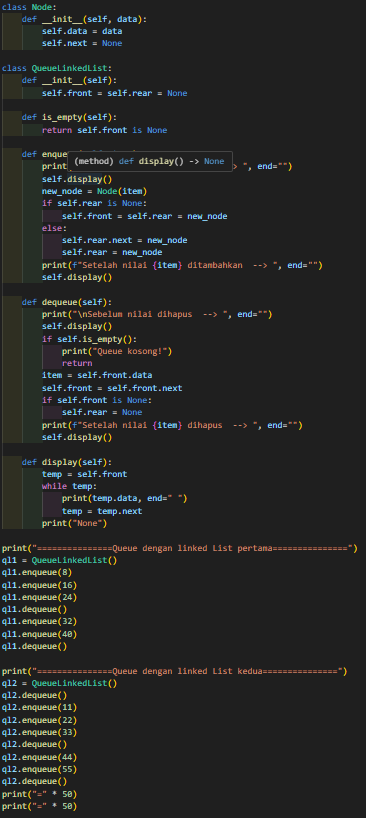 class Node:
    def __init__(self, data):
        self.data = data
        self.next = None

class QueueLinkedList:
    def __init__(self):
        self.front = self.rear = None

    def is_empty(self):
        return self.front is None

    def enque
(method) def display() -> None
        print > ", end="")
        self.display()
        new_node = Node(item)
        if self.rear is None:
            self.front = self.rear = new_node
        else:
            self.rear.next = new_node
            self.rear = new_node
        print(f"Setelah nilai {item} ditambahkan  --> ", end="")
        self.display()

    def dequeue(self):
        print("\nSebelum nilai dihapus  --> ", end="")
        self.display()
        if self.is_empty():
            print("Queue kosong!")
            return
        item = self.front.data
        self.front = self.front.next
        if self.front is None:
            self.rear = None
        print(f"Setelah nilai {item} dihapus  --> ", end="")
        self.display()

    def display(self):
        temp = self.front
        while temp:
            print(temp.data, end=" ")
            temp = temp.next
        print("None")

print("===============Queue dengan linked List pertama===============")
ql1 = QueueLinkedList()
ql1.enqueue(8)
ql1.enqueue(16)
ql1.enqueue(24)
ql1.dequeue()
ql1.enqueue(32)
ql1.enqueue(40)
ql1.dequeue()

print("===============Queue dengan linked List kedua===============")
ql2 = QueueLinkedList()
ql2.dequeue()
ql2.enqueue(11)
ql2.enqueue(22)
ql2.enqueue(33)
ql2.dequeue()
ql2.enqueue(44)
ql2.enqueue(55)
ql2.dequeue()
print("=" * 50)
print("=" * 50)